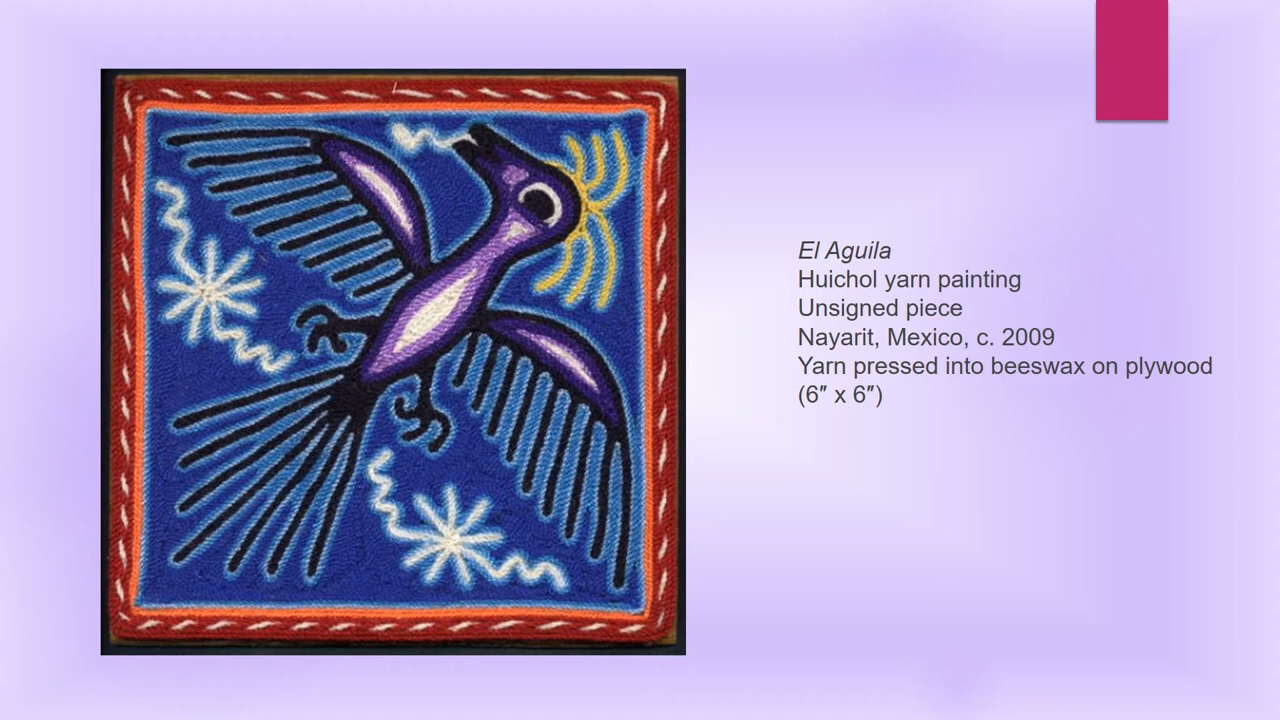 El Aguila
Huichol yarn painting
Unsigned piece
Nayarit, Mexico, c. 2009
Yarn pressed into beeswax on plywood
(6″ x 6″)